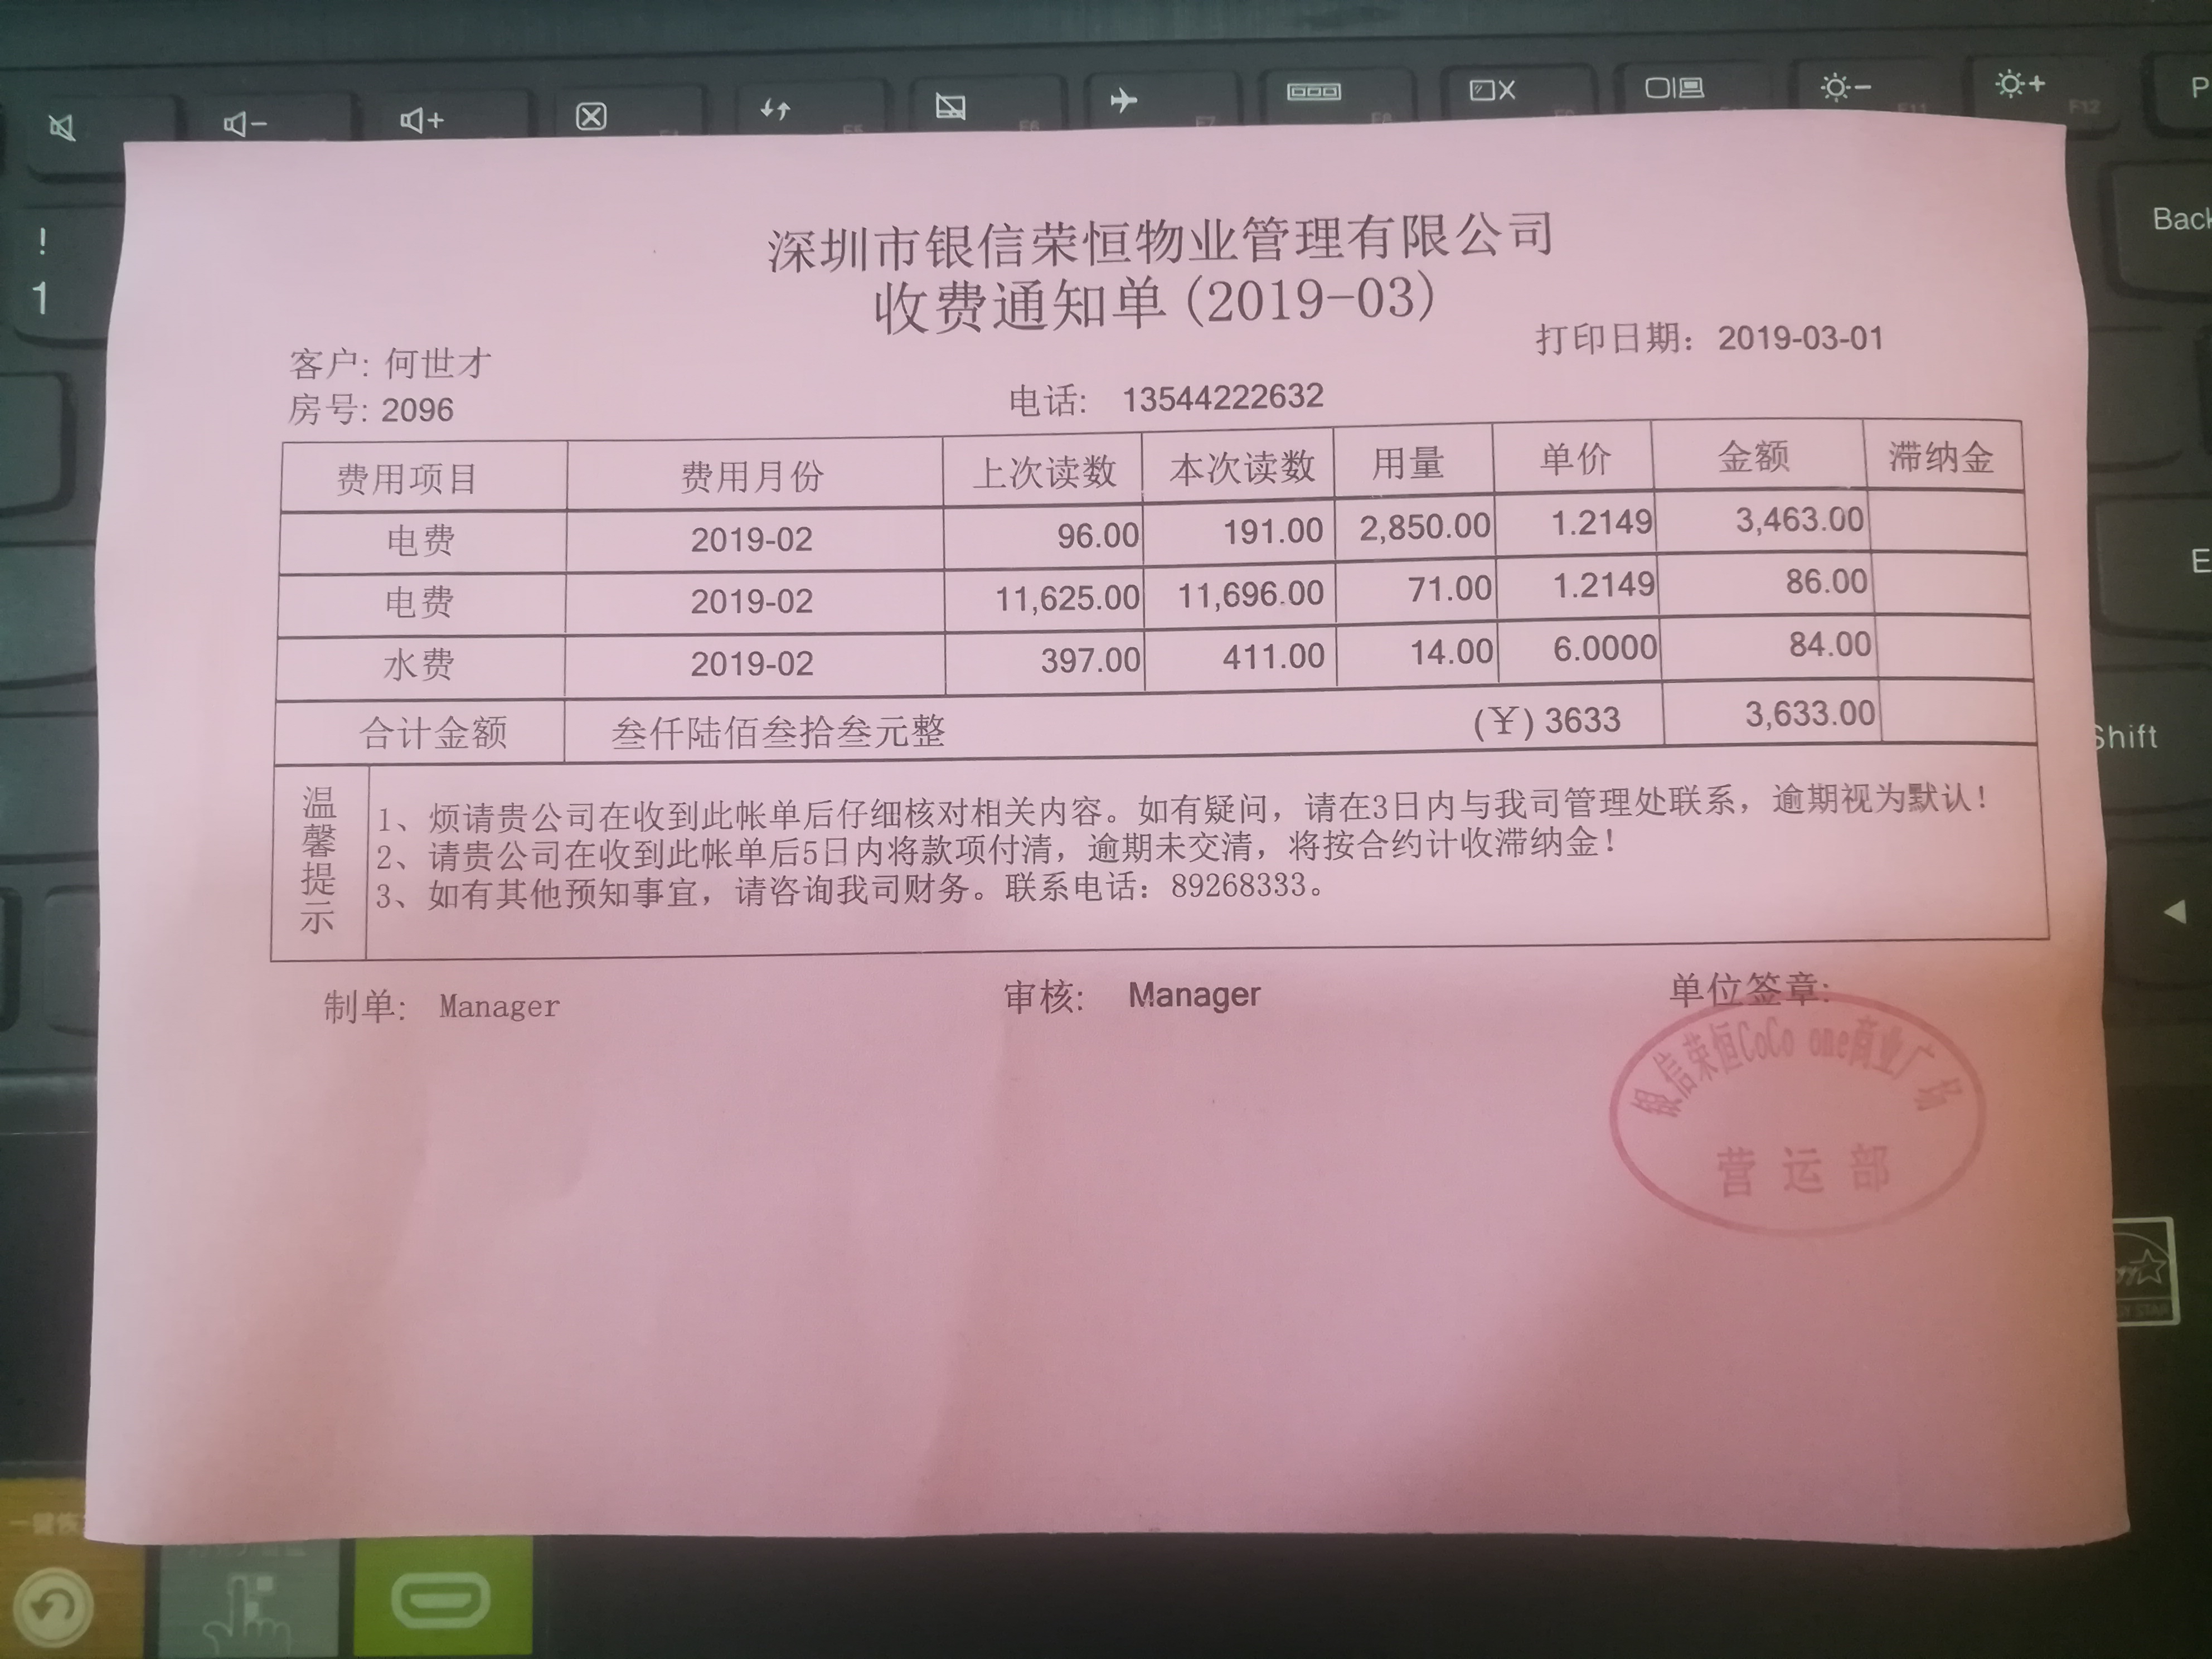 深圳市银信荣恒物业管理有限公司
收费通知单(2019-03)
打印日期: 2019-03-01
客户: 何世才
房号: 2096 电话: 13544222632
费用项目 费用月份 上次读数 本次读数 用量 单价 金额 滞纳金
电费 2019-02 96.00 191.00 2,850.00 1.2149 3,463.00
电费 2019-02 11,625.00 11,696.00 71.00 1.2149 86.00
水费 2019-02 397.00 411.00 14.00 6.0000 84.00
合计金额 叁仟陆佰叁拾叁元整 (¥)3633 3,633.00
温馨提示
1、烦请贵公司在收到此帐单后仔细核对相关内容。如有疑问，请在3日内与我司管理处联系，逾期视为默认！
2、请贵公司在收到此帐单后5日内将款项付清，逾期未交清，将按合约计收滞纳金！
3、如有其他预知事宜，请咨询我司财务。联系电话：89268333。
制单: Manager 审核: Manager 单位签章:
银信荣恒CoCo one商业广场
营运部
!
1
F12
Back
Shift